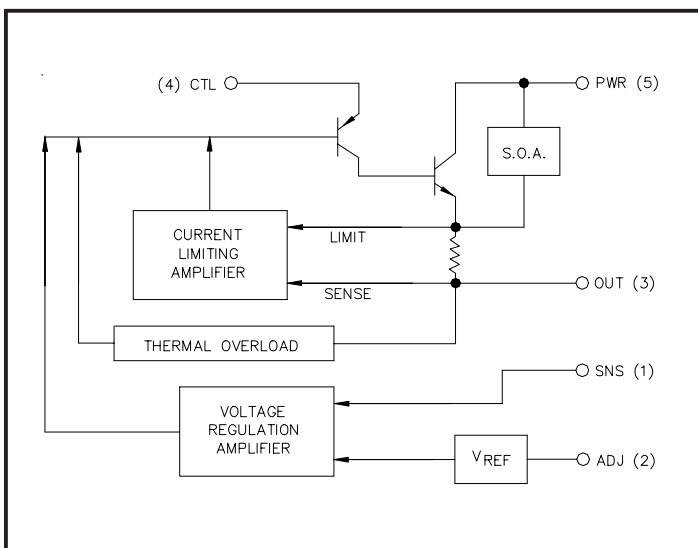 (4) CTL
PWR (5)
S.O.A.
CURRENT
LIMITING
AMPLIFIER
LIMIT
SENSE
OUT (3)
THERMAL OVERLOAD
SNS (1)
VOLTAGE
REGULATION
AMPLIFIER
VREF
ADJ (2)